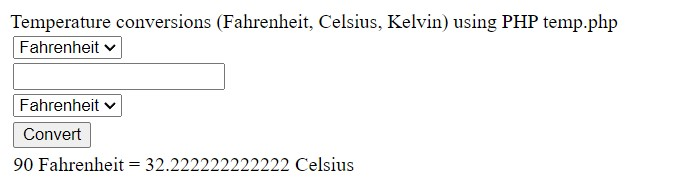 Temperature conversions (Fahrenheit, Celsius, Kelvin) using PHP temp.php
Fahrenheit
Fahrenheit
Convert
90 Fahrenheit = 32.222222222222 Celsius